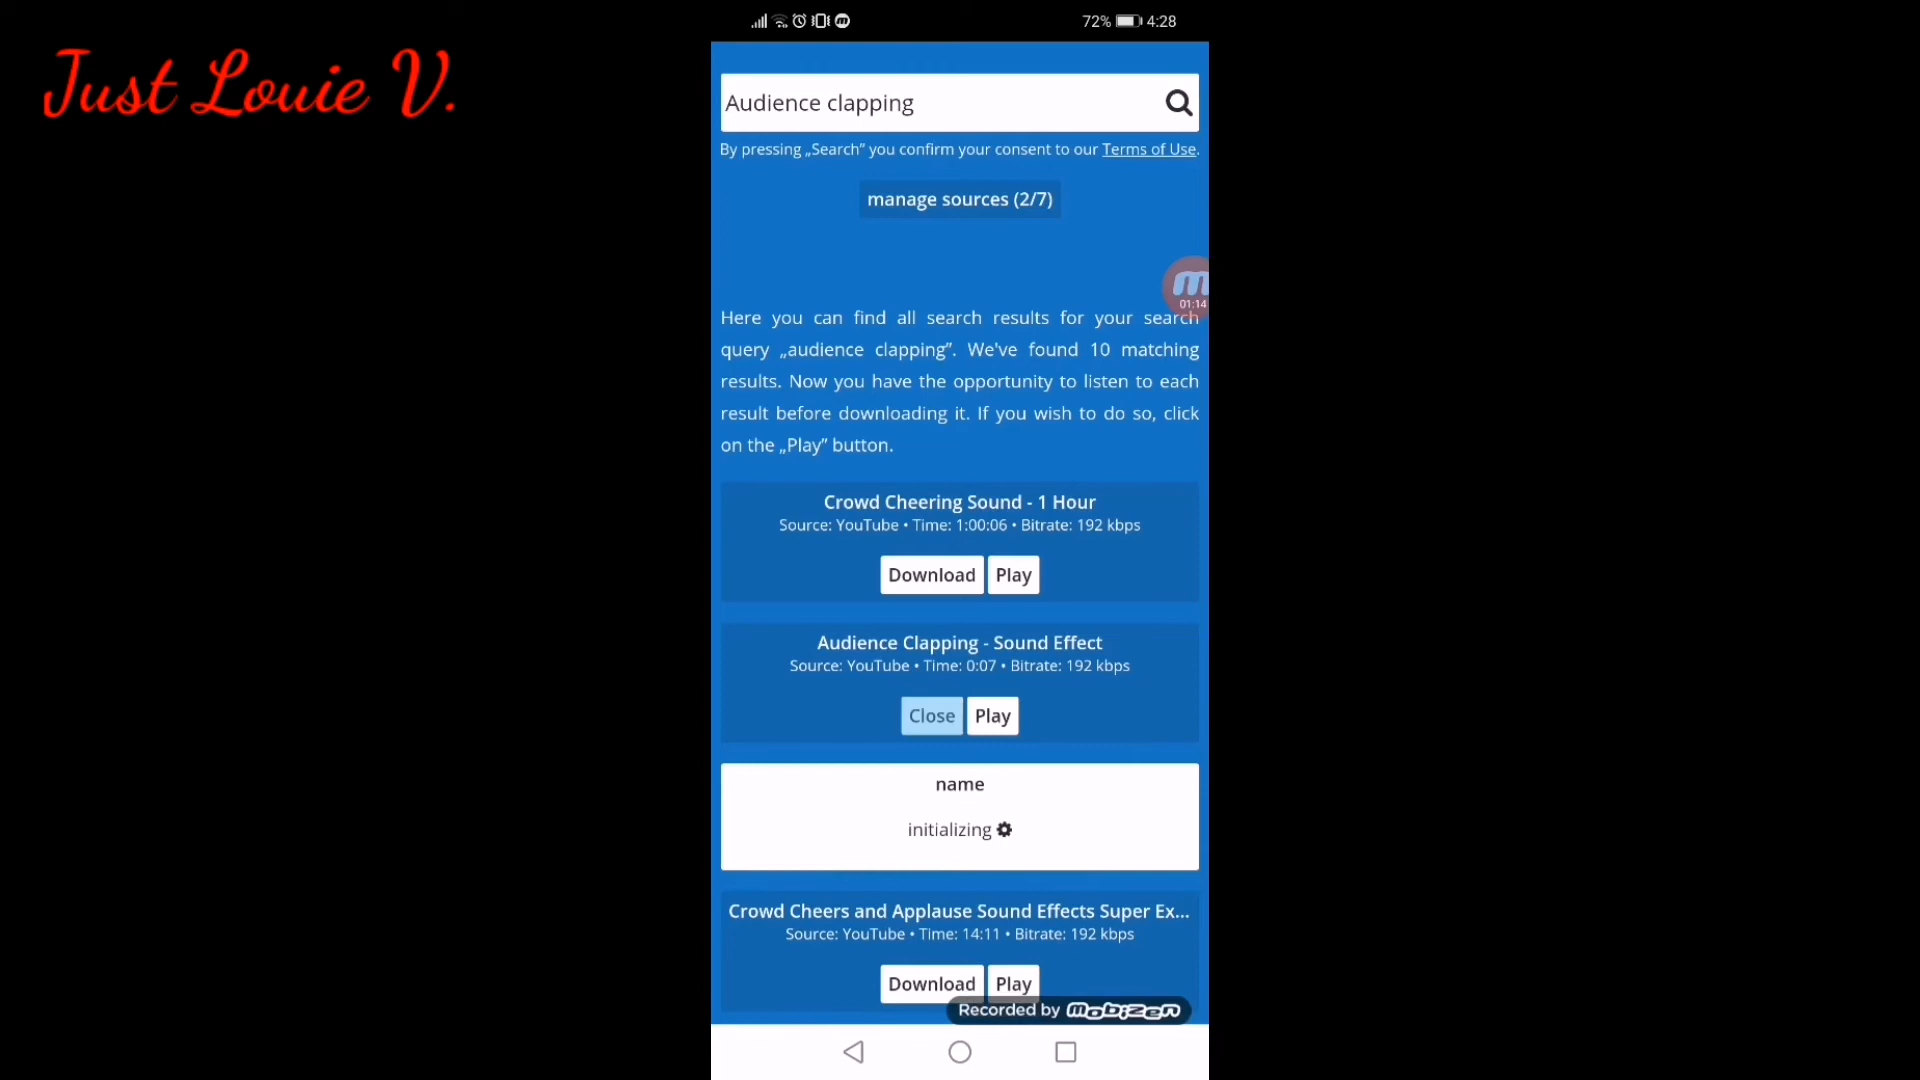 Just Louie V.
72% 4:28
Audience clapping
By pressing „Search” you confirm your consent to our Terms of Use.
manage sources (2/7)
01:14
Here you can find all search results for your search
query „audience clapping”. We've found 10 matching
results. Now you have the opportunity to listen to each
result before downloading it. If you wish to do so, click
on the „Play” button.
Crowd Cheering Sound - 1 Hour
Source: YouTube • Time: 1:00:06 • Bitrate: 192 kbps
Download Play
Audience Clapping - Sound Effect
Source: YouTube • Time: 0:07 • Bitrate: 192 kbps
Close Play
name
initializing
Crowd Cheers and Applause Sound Effects Super Ex...
Source: YouTube • Time: 14:11 • Bitrate: 192 kbps
Download Play
Recorded by mobizen